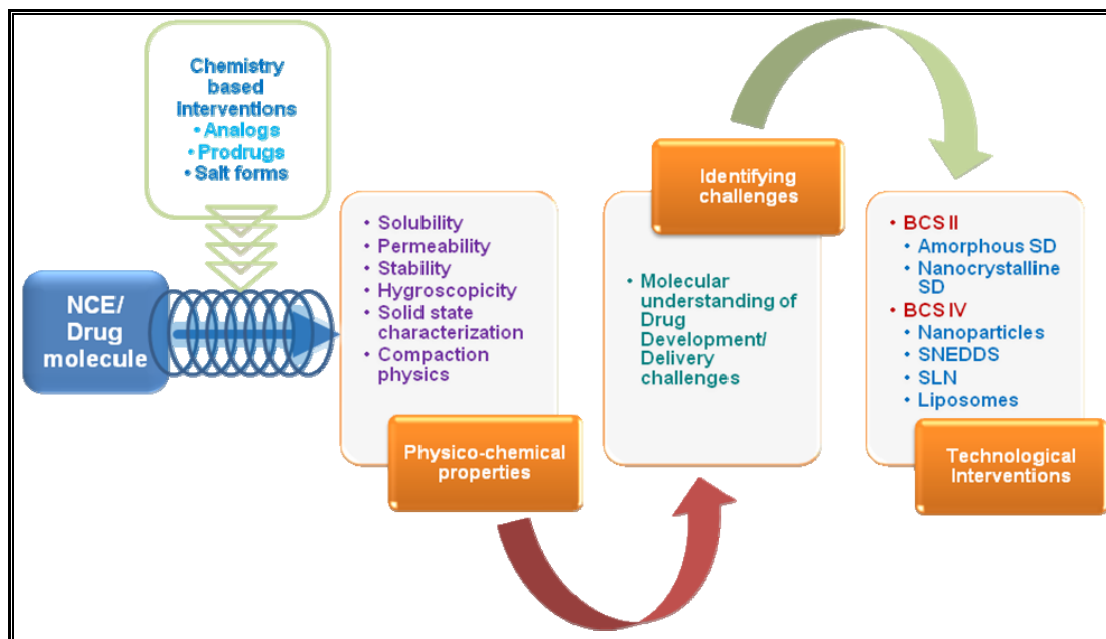 Chemistry
based
interventions
• Analogs
• Prodrugs
• Salt forms
NCE/
Drug
molecule
• Solubility
• Permeability
• Stability
• Hygroscopicity
• Solid state
characterization
• Compaction
physics
Physico-chemical
properties
Identifying
challenges
• Molecular
understanding of
Drug
Development/
Delivery
challenges
• BCS II
• Amorphous SD
• Nanocrystalline
SD
• BCS IV
• Nanoparticles
• SNEDDS
• SLN
• Liposomes
Technological
Interventions